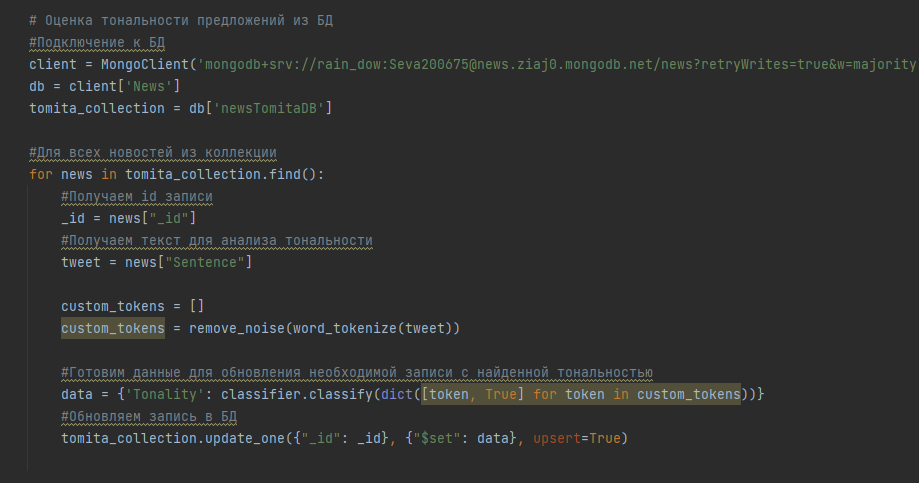 # Оценка тональности предложений из БД
#Подключение к БД
client = MongoClient('mongodb+srv://rain_dow:Seva200675@news.ziaj0.mongodb.net/news?retryWrites=true&w=majority
db = client['News']
tomita_collection = db['newsTomitaDB']
#Для всех новостей из коллекции
for news in tomita_collection.find():
#Получаем id записи
_id = news["_id"]
#Получаем текст для анализа тональности
tweet = news["Sentence"]
custom_tokens = []
custom_tokens = remove_noise(word_tokenize(tweet))
#Готовим данные для обновления необходимой записи с найденной тональностью
data = {'Tonality': classifier.classify(dict([token, True] for token in custom_tokens))}
#Обновляем запись в БД
tomita_collection.update_one({"_id": _id}, {"$set": data}, upsert=True)